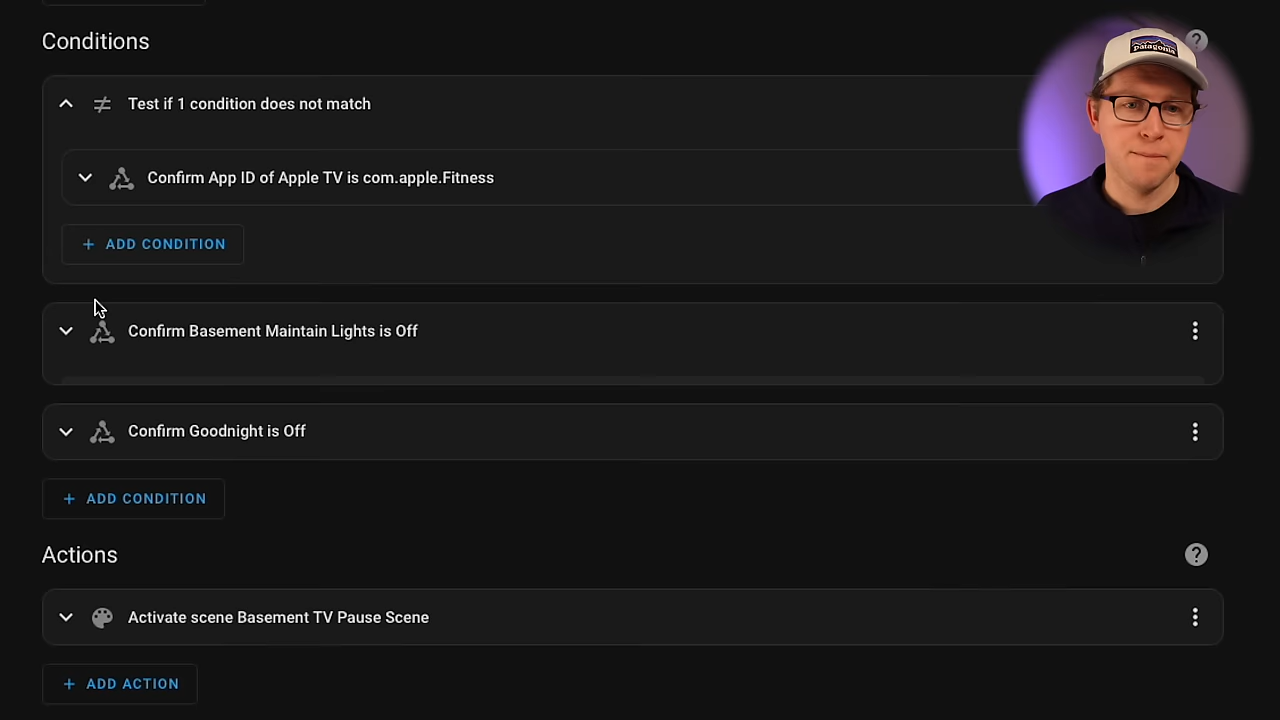 Conditions
Test if 1 condition does not match
Confirm App ID of Apple TV is com.apple.Fitness
+ ADD CONDITION
Confirm Basement Maintain Lights is Off
Confirm Goodnight is Off
+ ADD CONDITION
Actions
Activate scene Basement TV Pause Scene
+ ADD ACTION
patagonia